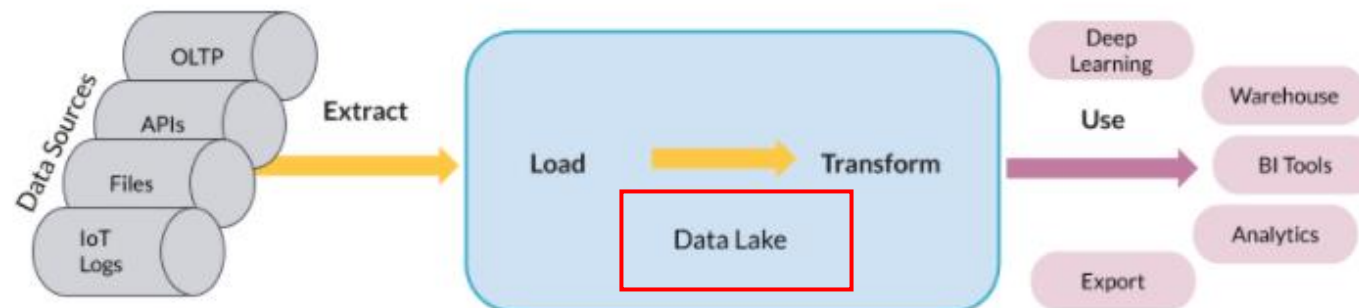 Data Sources
OLTP
APIs
Files
IoT
Logs
Extract
Load
Transform
Data Lake
Use
Deep
Learning
Warehouse
BI Tools
Analytics
Export